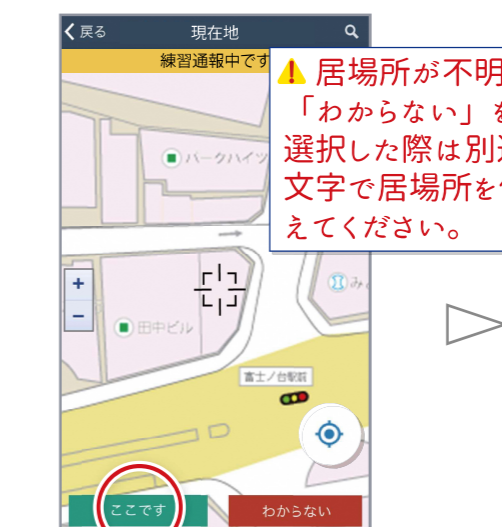 戻る
現在地
練習通報中です
居場所が不明
「わからない」を
選択した際は別
文字で居場所を
えてください。
パークハイツ
田中ビル
富士ノ台駅前
ここです
わからない